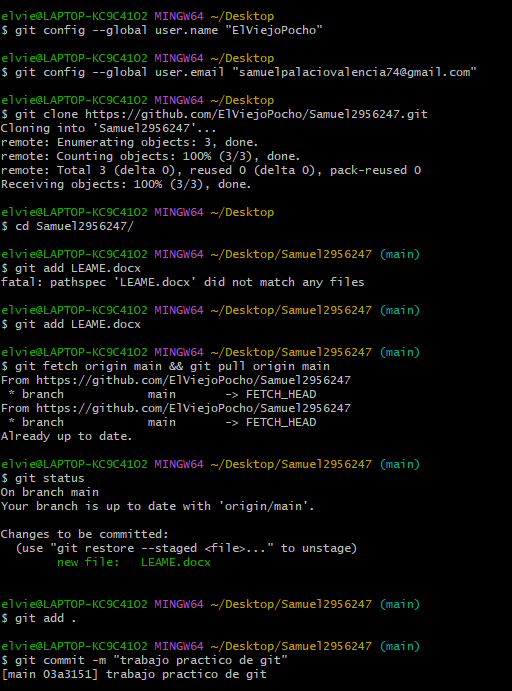 elvie@LAPTOP-KC9C41O2 MINGW64 ~/Desktop
$ git config --global user.name "ElViejoPocho"
elvie@LAPTOP-KC9C41O2 MINGW64 ~/Desktop
$ git config --global user.email "samuelpalaciovalencia74@gmail.com"
elvie@LAPTOP-KC9C41O2 MINGW64 ~/Desktop
$ git clone https://github.com/ElViejoPocho/Samuel2956247.git
Cloning into 'Samuel2956247'...
remote: Enumerating objects: 3, done.
remote: Counting objects: 100% (3/3), done.
remote: Total 3 (delta 0), reused 0 (delta 0), pack-reused 0
Receiving objects: 100% (3/3), done.
elvie@LAPTOP-KC9C41O2 MINGW64 ~/Desktop
$ cd Samuel2956247/
elvie@LAPTOP-KC9C41O2 MINGW64 ~/Desktop/Samuel2956247 (main)
$ git add LEAME.docx
fatal: pathspec 'LEAME.docx' did not match any files
elvie@LAPTOP-KC9C41O2 MINGW64 ~/Desktop/Samuel2956247 (main)
$ git add LEAME.docx
elvie@LAPTOP-KC9C41O2 MINGW64 ~/Desktop/Samuel2956247 (main)
$ git fetch origin main && git pull origin main
From https://github.com/ElViejoPocho/Samuel2956247
 * branch            main       -> FETCH_HEAD
From https://github.com/ElViejoPocho/Samuel2956247
 * branch            main       -> FETCH_HEAD
Already up to date.
elvie@LAPTOP-KC9C41O2 MINGW64 ~/Desktop/Samuel2956247 (main)
$ git status
On branch main
Your branch is up to date with 'origin/main'.
Changes to be committed:
  (use "git restore --staged <file>..." to unstage)
        new file:   LEAME.docx
elvie@LAPTOP-KC9C41O2 MINGW64 ~/Desktop/Samuel2956247 (main)
$ git add .
elvie@LAPTOP-KC9C41O2 MINGW64 ~/Desktop/Samuel2956247 (main)
$ git commit -m "trabajo practico de git"
[main 03a3151] trabajo practico de git